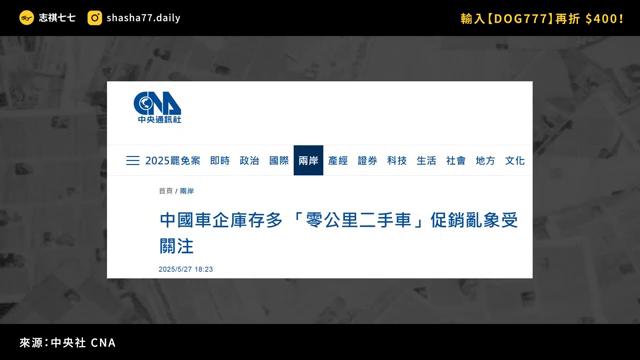 志祺七七 shasha77.daily 輸入【DOG777】再折 $400！
CNA
中央通訊社
2025罷免案 即時 政治 國際 兩岸 產經 證券 科技 生活 社會 地方 文化
首頁 / 兩岸
中國車企庫存多 「零公里二手車」促銷亂象受
關注
2025/5/27 18:23
來源：中央社 CNA